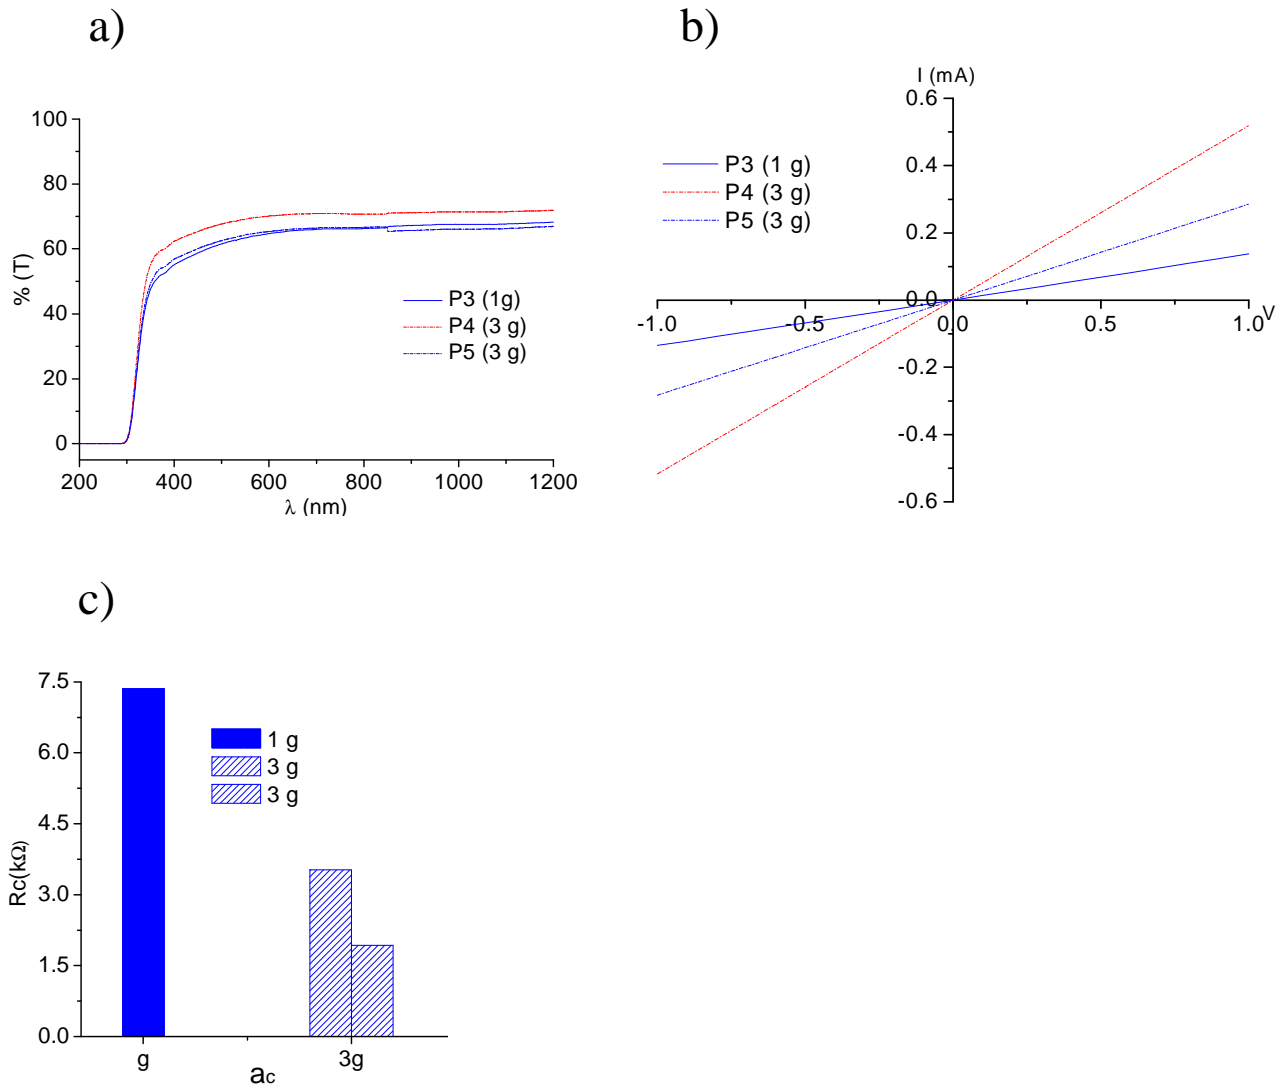 a)
100
80
60
40
20
0
% (T)
200 400 600 800 1000 1200
λ (nm)
P3 (1g)
P4 (3 g)
P5 (3 g)
b)
I (mA)
0.6
0.4
0.2
0.0
-0.2
-0.4
-0.6
-1.0 -0.5 0.0 0.5 1.0 V
P3 (1 g)
P4 (3 g)
P5 (3 g)
c)
7.5
6.0
4.5
3.0
1.5
0.0
Rc(kΩ)
1 g
3 g
3 g
g 3g
ac